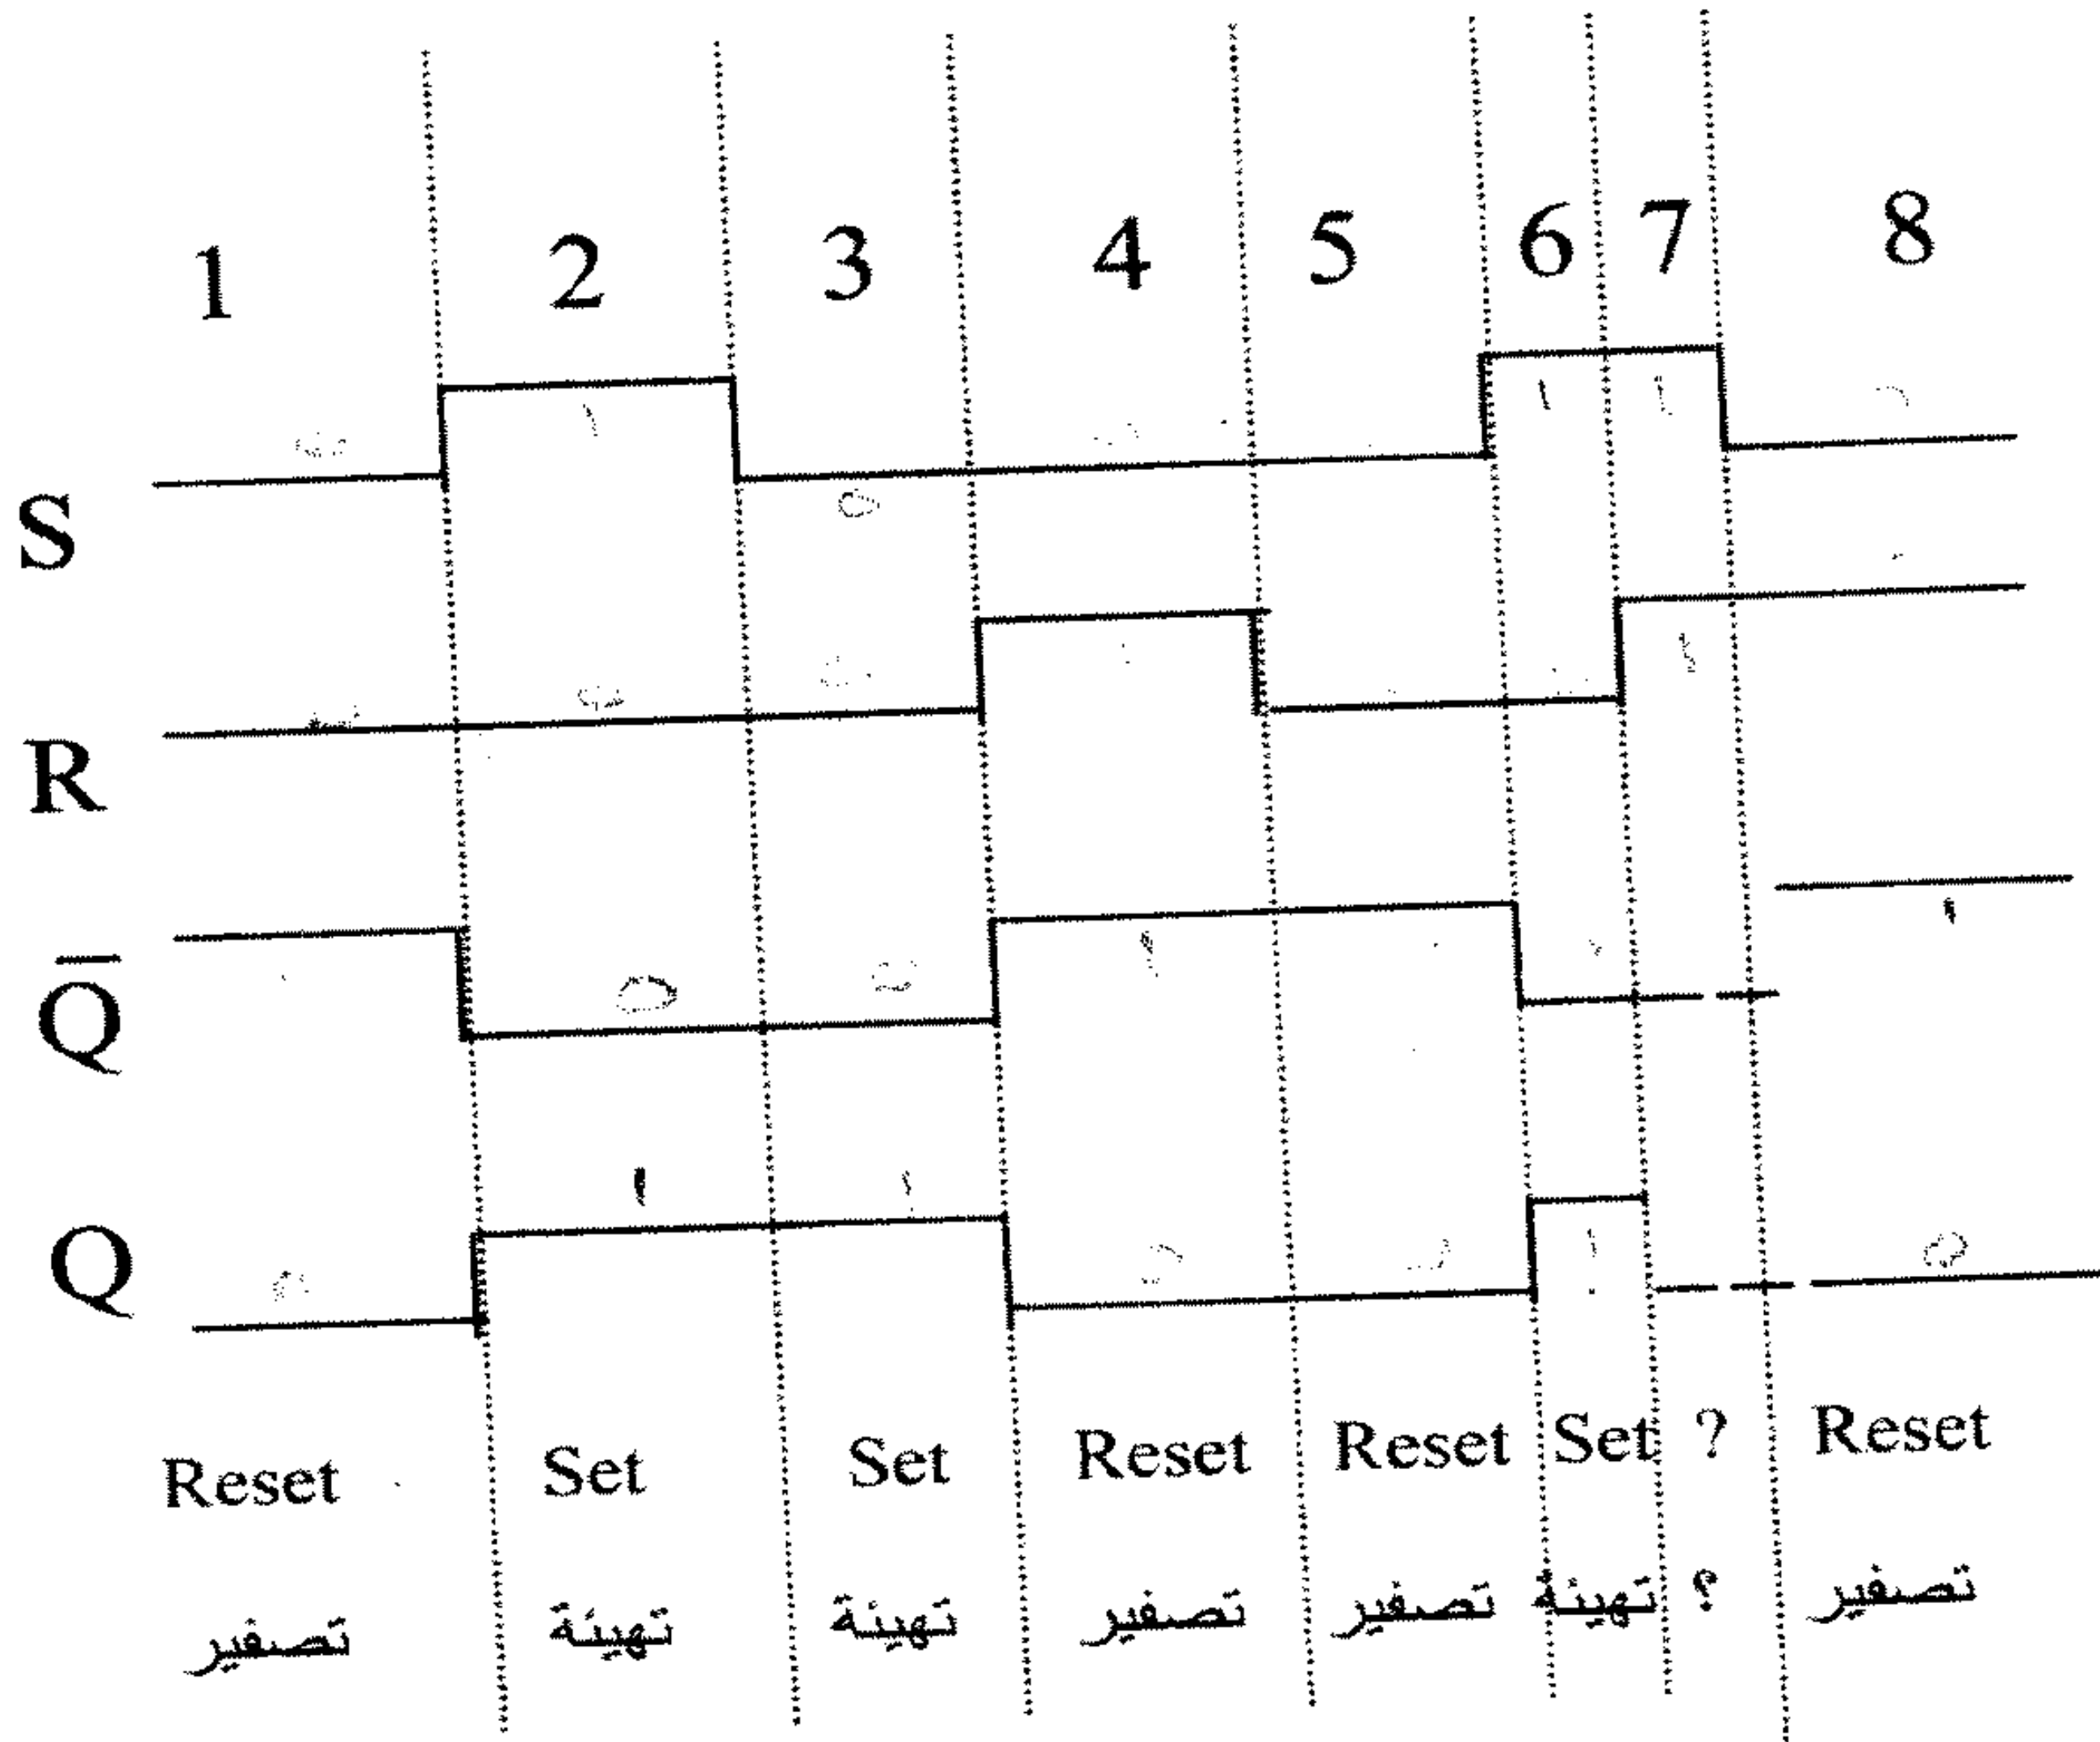 1 2 3 4 5 6 7 8
S
R
Q̅
Q
Reset Set Set Reset Reset Set ? Reset
تصفير تهيئة تهيئة تصفير تصفير تهيئة ؟ تصفير